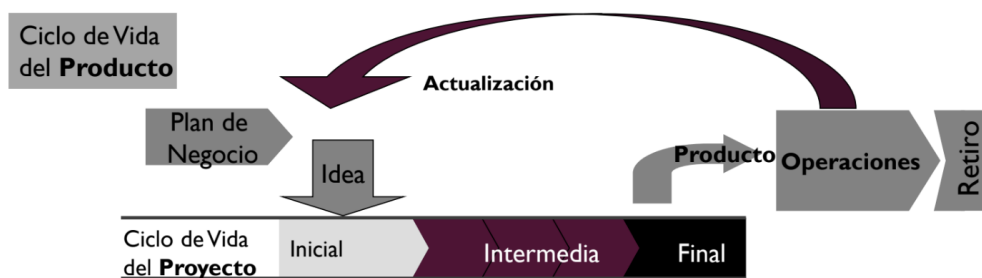 Ciclo de Vida
del Producto
Actualización
Plan de
Negocio
Idea
Producto
Operaciones
Retiro
Ciclo de Vida
del Proyecto
Inicial
Intermedia
Final